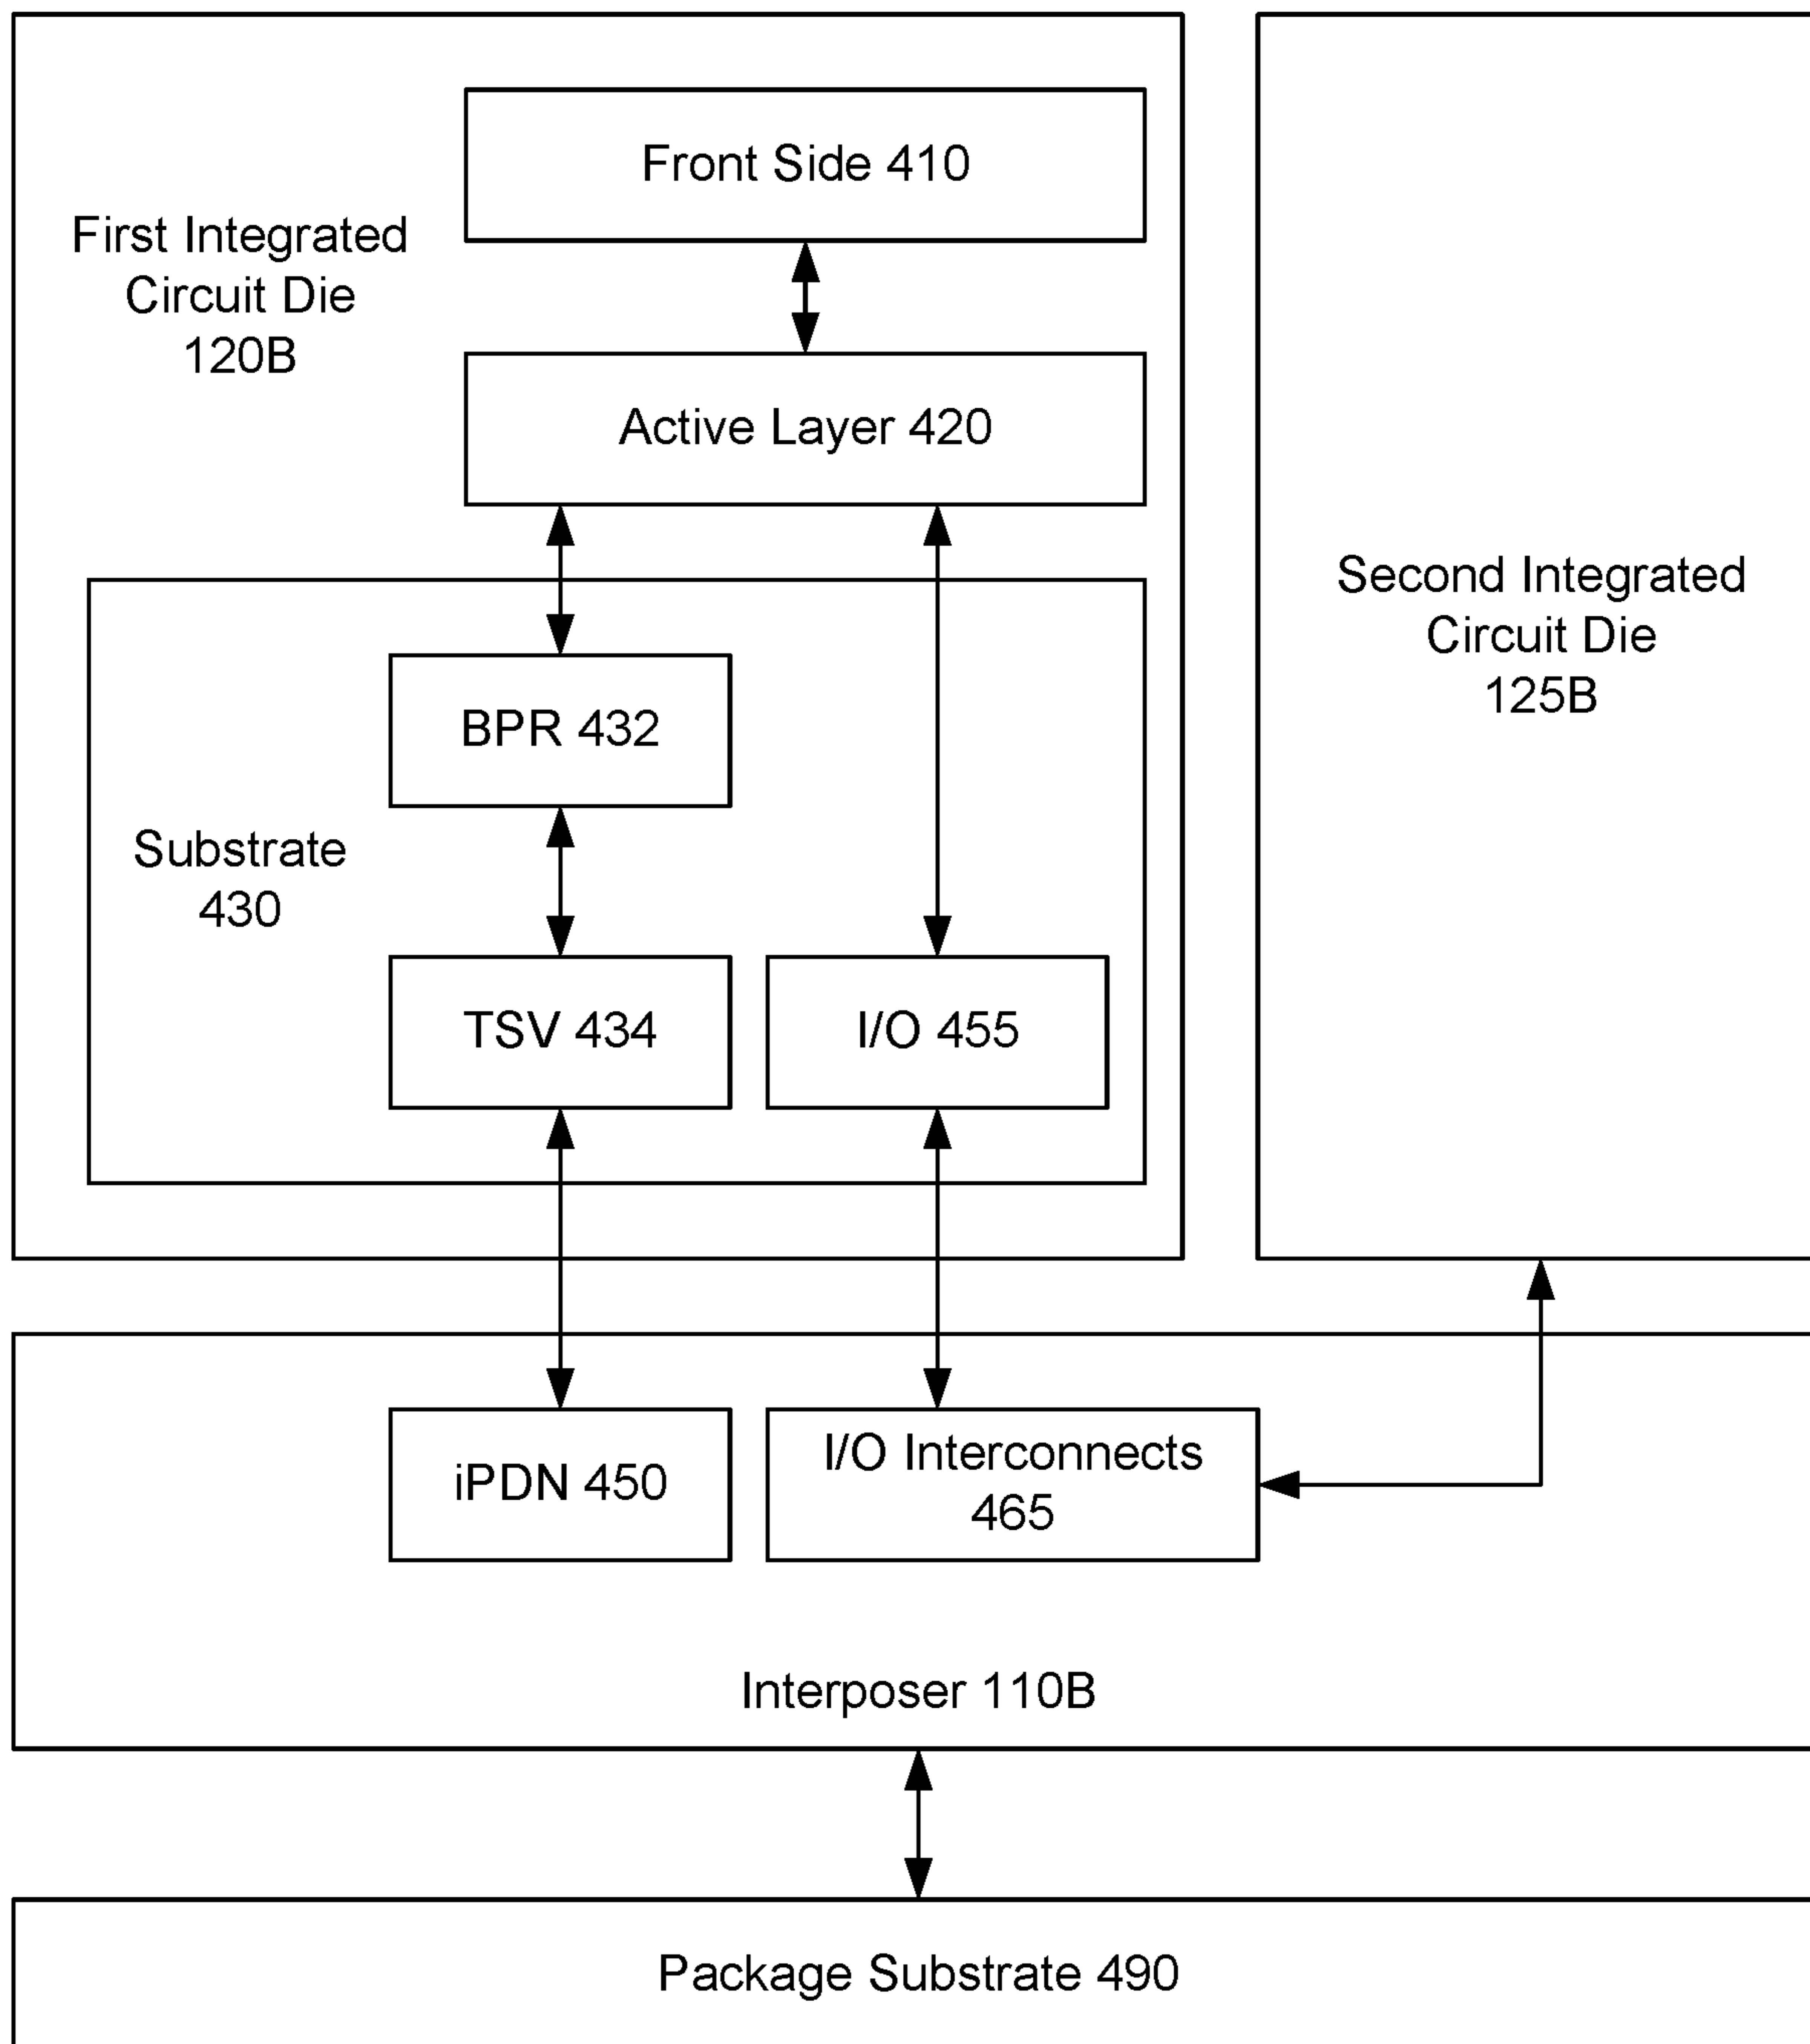 Front Side 410
First Integrated
Circuit Die
120B
Active Layer 420
Second Integrated
Circuit Die
125B
BPR 432
Substrate
430
TSV 434
I/O 455
iPDN 450
I/O Interconnects
465
Interposer 110B
Package Substrate 490